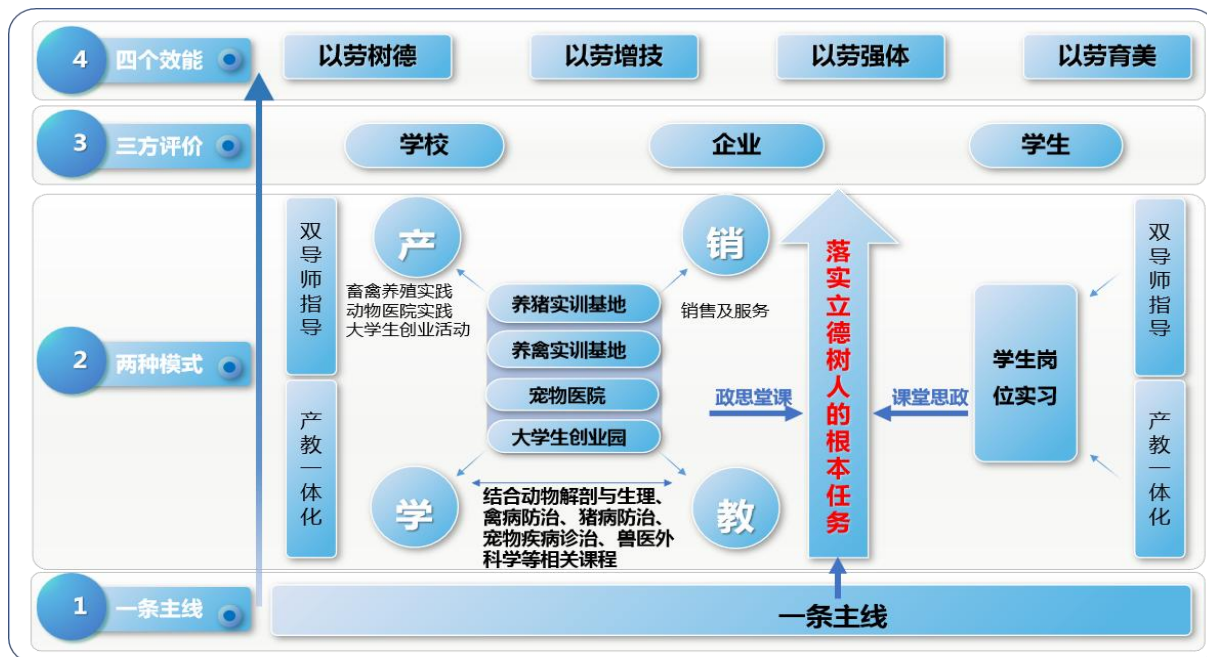 4 四个效能
以劳树德
以劳增技
以劳强体
以劳育美
3 三方评价
学校
企业
学生
2 两种模式
双导师指导
产教一体化
产
畜禽养殖实践
动物医院实践
大学生创业活动
销
销售及服务
养猪实训基地
养禽实训基地
宠物医院
大学生创业园
学
结合动物解剖与生理、
禽病防治、猪病防治、
宠物疾病诊治、兽医外
科学等相关课程
教
政思堂课
落实立德树人的根本任务
课堂思政
学生岗
位实习
双导师指导
产教一体化
1 一条主线
一条主线